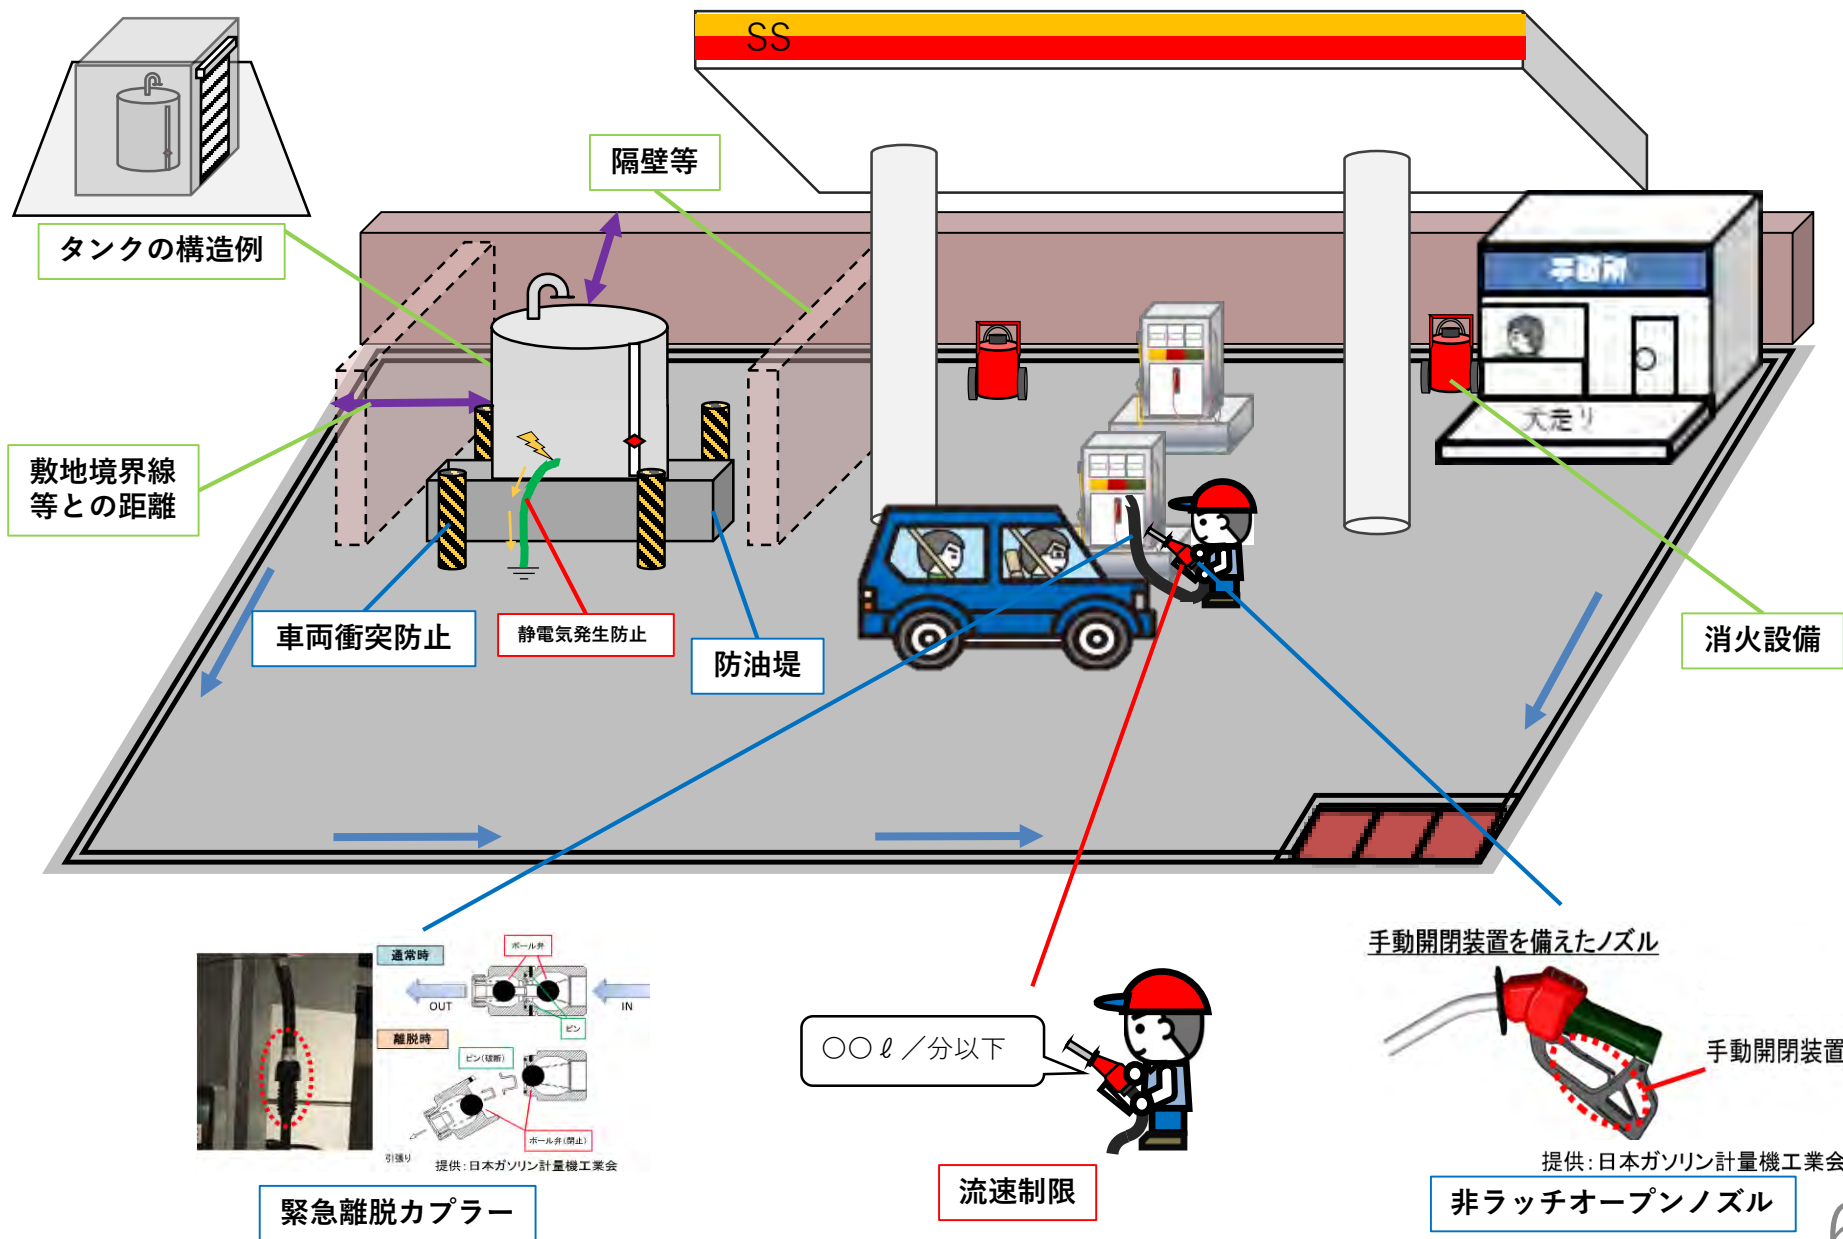 SS
隔壁等
タンクの構造例
事務所
犬走り
敷地境界線
等との距離
車両衝突防止
静電気発生防止
防油堤
消火設備
通常時
ボール弁
OUT
IN
ピン
離脱時
ピン(破断)
ボール弁(閉止)
引張り
提供:日本ガソリン計量機工業会
緊急離脱カプラー
〇〇ℓ/分以下
流速制限
手動開閉装置を備えたノズル
手動開閉装置
提供:日本ガソリン計量機工業会
非ラッチオープンノズル